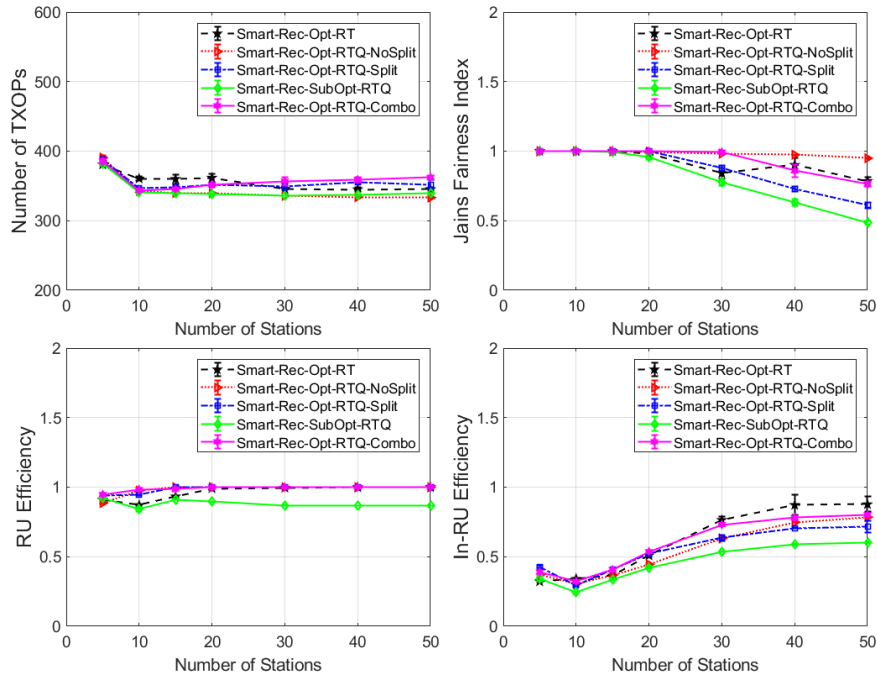 600
500
400
300
200
Number of TXOPs
Smart-Rec-Opt-RT
Smart-Rec-Opt-RTQ-NoSplit
Smart-Rec-Opt-RTQ-Split
Smart-Rec-SubOpt-RTQ
Smart-Rec-Opt-RTQ-Combo
0 10 20 30 40 50
Number of Stations
2
1.5
1
0.5
0
Jains Fairness Index
Smart-Rec-Opt-RT
Smart-Rec-Opt-RTQ-NoSplit
Smart-Rec-Opt-RTQ-Split
Smart-Rec-SubOpt-RTQ
Smart-Rec-Opt-RTQ-Combo
0 10 20 30 40 50
Number of Stations
2
1.5
1
0.5
0
RU Efficiency
Smart-Rec-Opt-RT
Smart-Rec-Opt-RTQ-NoSplit
Smart-Rec-Opt-RTQ-Split
Smart-Rec-SubOpt-RTQ
Smart-Rec-Opt-RTQ-Combo
0 10 20 30 40 50
Number of Stations
2
1.5
1
0.5
0
In-RU Efficiency
Smart-Rec-Opt-RT
Smart-Rec-Opt-RTQ-NoSplit
Smart-Rec-Opt-RTQ-Split
Smart-Rec-SubOpt-RTQ
Smart-Rec-Opt-RTQ-Combo
0 10 20 30 40 50
Number of Stations